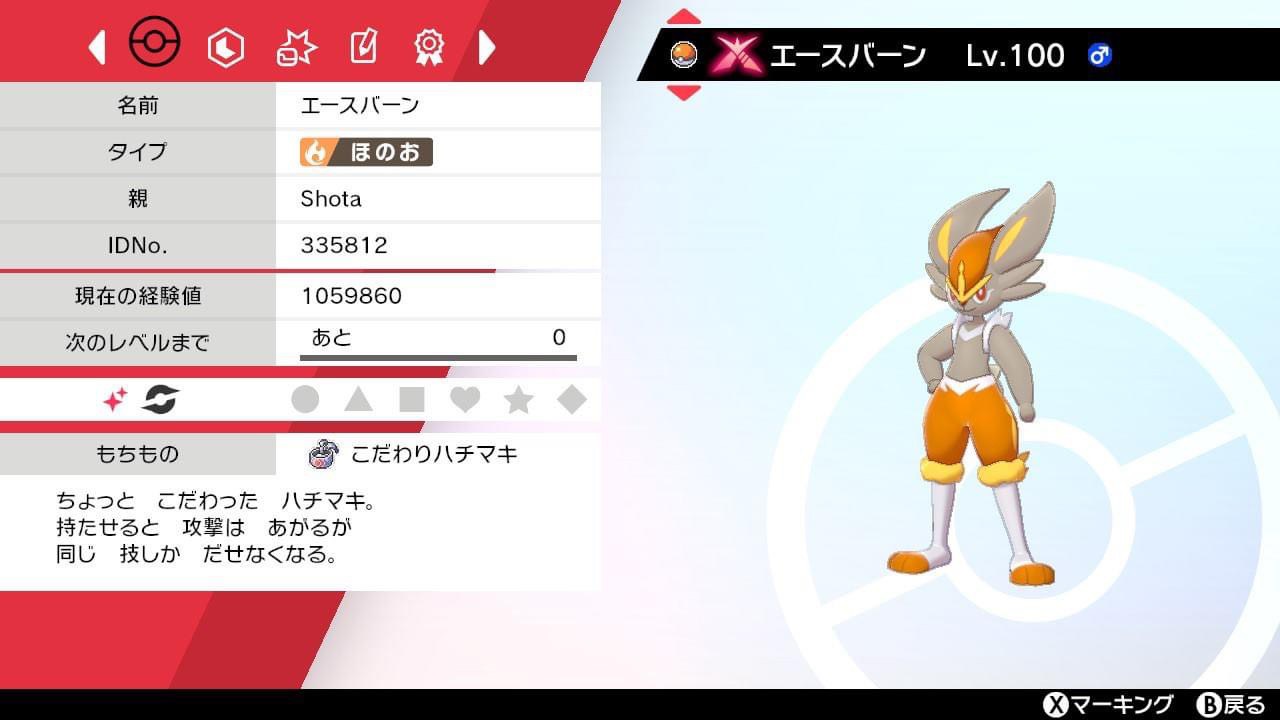 エースバーン Lv.100 ♂
名前 エースバーン
タイプ ほのお
親 Shota
IDNo. 335812
現在の経験値 1059860
次のレベルまで あと 0
もちもの こだわりハチマキ
ちょっと こだわった ハチマキ。
持たせると 攻撃は あがるが
同じ 技しか だせなくなる。
Xマーキング B戻る